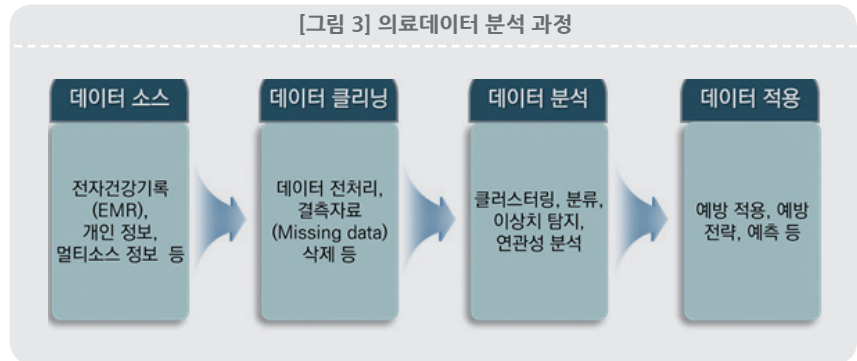 [그림 3] 의료데이터 분석 과정
데이터 소스
전자건강기록
(EMR),
개인 정보,
멀티소스 정보 등
데이터 클리닝
데이터 전처리,
결측자료
(Missing data)
삭제 등
데이터 분석
클러스터링, 분류,
이상치 탐지,
연관성 분석
데이터 적용
예방 적용, 예방
전략, 예측 등